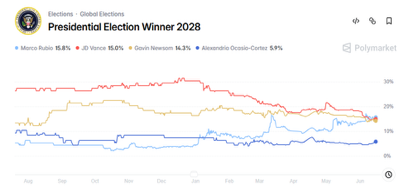 Elections · Global Elections
Presidential Election Winner 2028
Marco Rubio 15.8% JD Vance 15.0% Gavin Newsom 14.3% Alexandria Ocasio-Cortez 5.9%
Polymarket
30%
20%
10%
0%
Aug Sep Oct Nov Dec Jan Feb Mar Apr May Jun